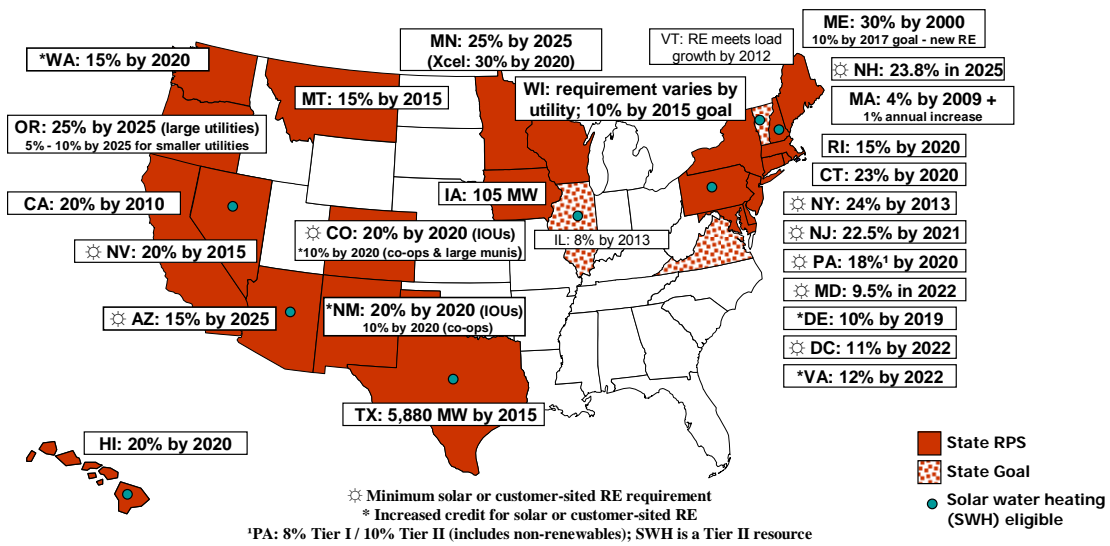 *WA: 15% by 2020
MN: 25% by 2025
(Xcel: 30% by 2020)
VT: RE meets load
growth by 2012
ME: 30% by 2000
10% by 2017 goal - new RE
☼ NH: 23.8% in 2025
MT: 15% by 2015
WI: requirement varies by
utility; 10% by 2015 goal
MA: 4% by 2009 +
1% annual increase
OR: 25% by 2025 (large utilities)
5% - 10% by 2025 for smaller utilities
RI: 15% by 2020
CT: 23% by 2020
CA: 20% by 2010
IA: 105 MW
☼ NY: 24% by 2013
☼ NV: 20% by 2015
☼ CO: 20% by 2020 (IOUs)
*10% by 2020 (co-ops & large munis)
IL: 8% by 2013
☼ NJ: 22.5% by 2021
☼ PA: 18%¹ by 2020
☼ MD: 9.5% in 2022
☼ AZ: 15% by 2025
*NM: 20% by 2020 (IOUs)
10% by 2020 (co-ops)
*DE: 10% by 2019
☼ DC: 11% by 2022
*VA: 12% by 2022
TX: 5,880 MW by 2015
HI: 20% by 2020
State RPS
State Goal
Solar water heating
(SWH) eligible
☼ Minimum solar or customer-sited RE requirement
* Increased credit for solar or customer-sited RE
¹PA: 8% Tier I / 10% Tier II (includes non-renewables); SWH is a Tier II resource